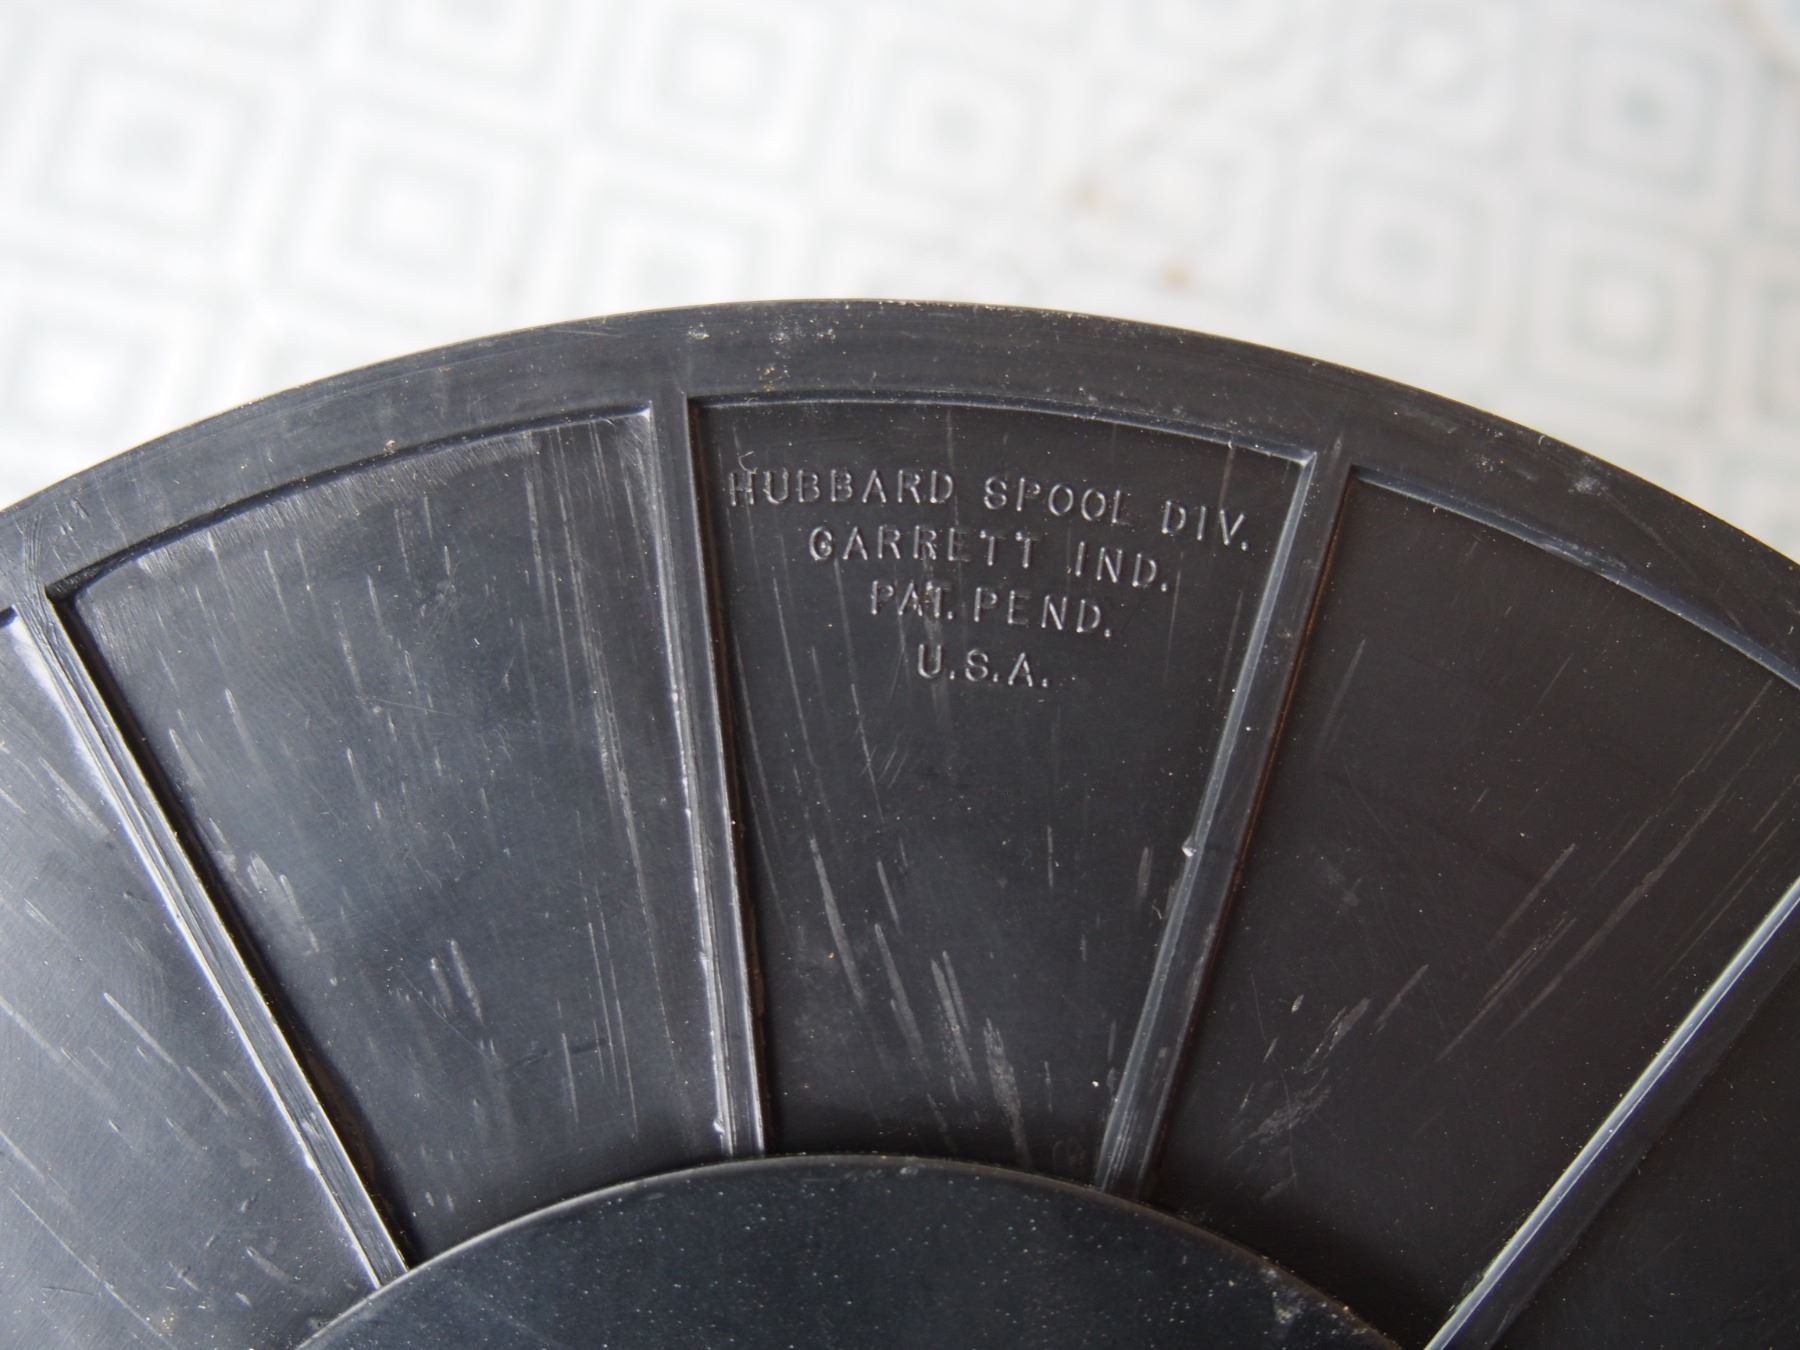 HUBBARD SPOOL DIV.
GARRETT IND.
PAT. PEND.
U.S.A.